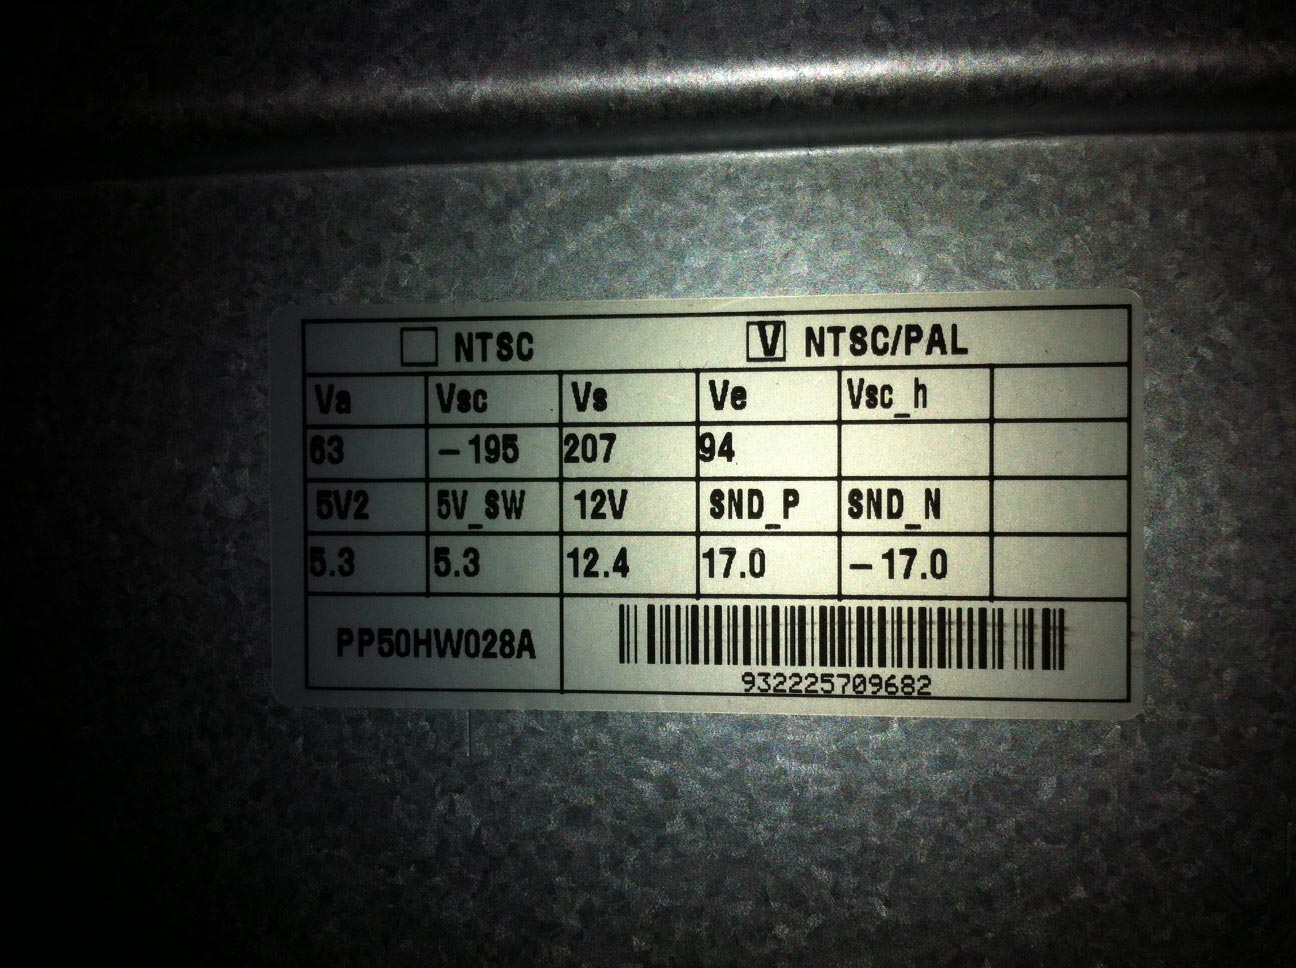 NTSC V NTSC/PAL
Va Vsc Vs Ve Vsc_h
63 -195 207 94
5V2 5V_SW 12V SND_P SND_N
5.3 5.3 12.4 17.0 -17.0
PP50HW028A
932225709682